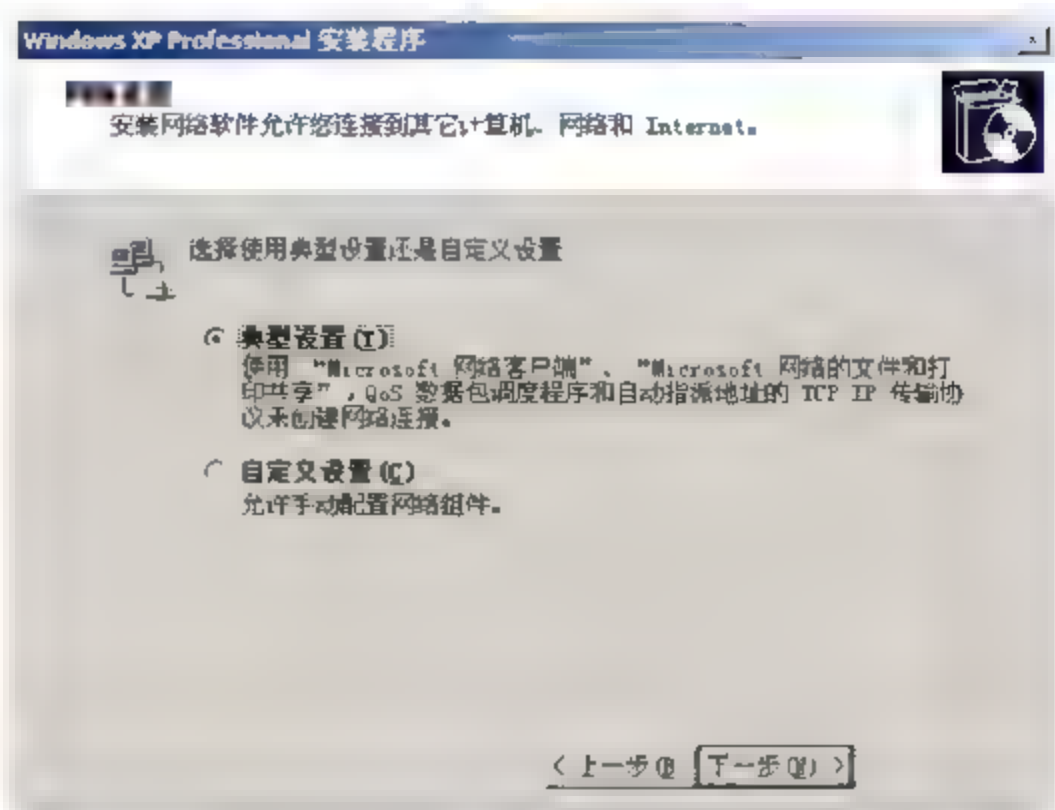 Windows XP Professional 安装程序
安装网络软件允许您连接到其它计算机、网络和 Internet。
选择使用典型设置还是自定义设置
典型设置(T)
使用 "Microsoft 网络客户端"、"Microsoft 网络的文件和打
印共享",QoS 数据包调度程序和自动指派地址的 TCP IP 传输协
议来创建网络连接。
自定义设置(C)
允许手动配置网络组件。
< 上一步(B 下一步(N) >